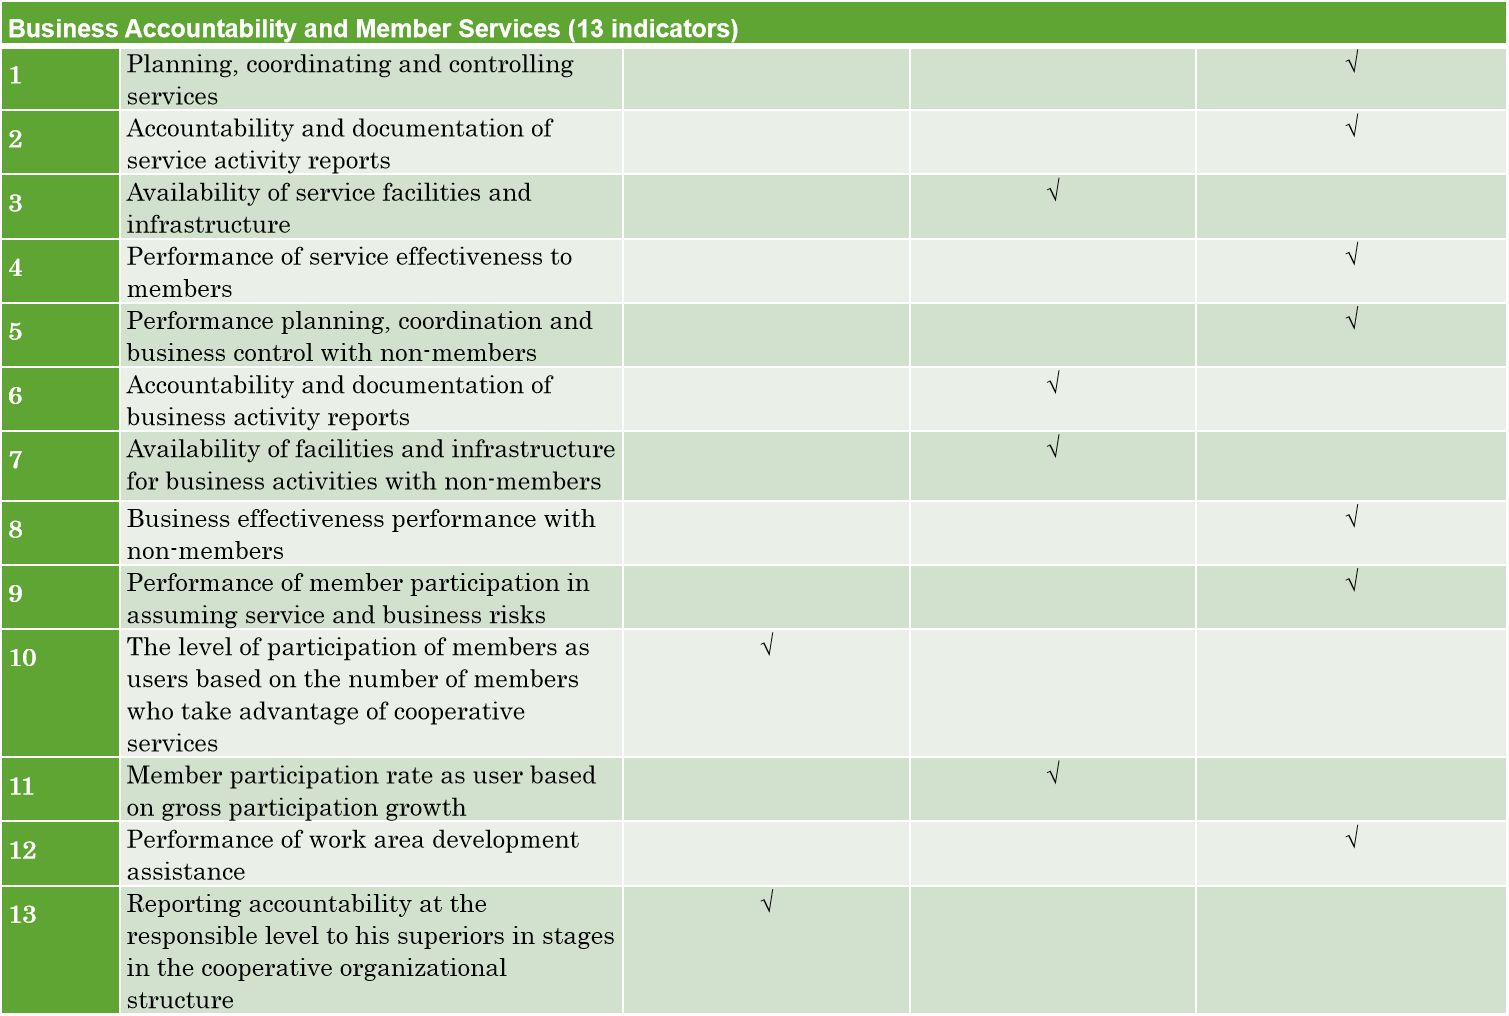 Business Accountability and Member Services (13 indicators)
1 Planning, coordinating and controlling √
services
2 Accountability and documentation of √
service activity reports
3 Availability of service facilities and √
infrastructure
4 Performance of service effectiveness to √
members
5 Performance planning, coordination and √
business control with non-members
6 Accountability and documentation of √
business activity reports
7 Availability of facilities and infrastructure √
for business activities with non-members
8 Business effectiveness performance with √
non-members
9 Performance of member participation in √
assuming service and business risks
10 The level of participation of members as √
users based on the number of members
who take advantage of cooperative
services
11 Member participation rate as user based √
on gross participation growth
12 Performance of work area development √
assistance
13 Reporting accountability at the √
responsible level to his superiors in stages
in the cooperative organizational
structure